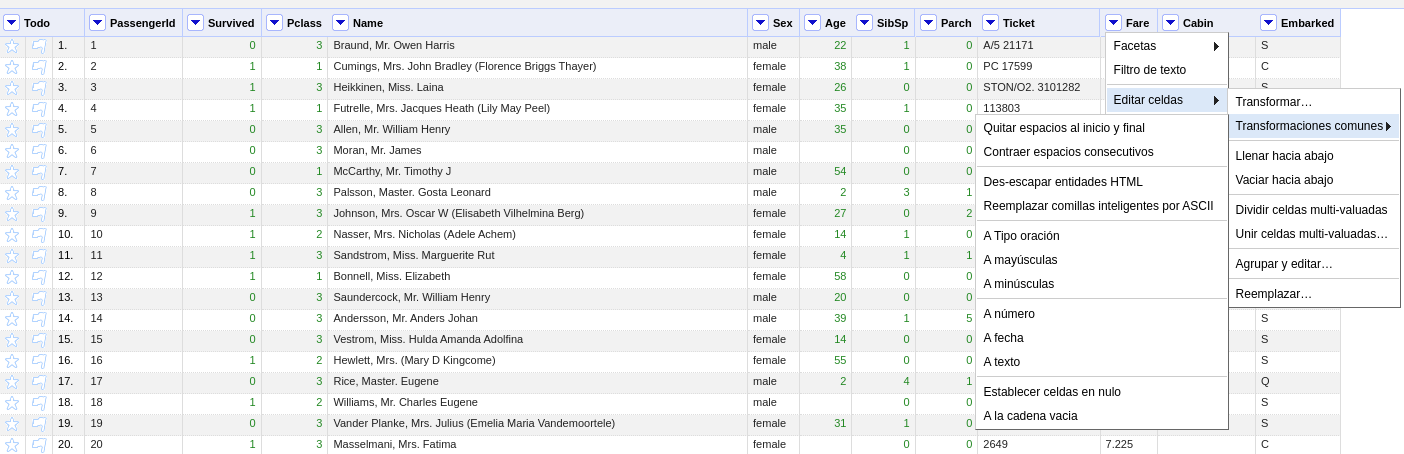 Todo PassengerId Survived Pclass Name Sex Age SibSp Parch Ticket Fare Cabin Embarked
1. 1 0 3 Braund, Mr. Owen Harris male 22 1 0 A/5 21171 S
2. 2 1 1 Cumings, Mrs. John Bradley (Florence Briggs Thayer) female 38 1 0 PC 17599 C
3. 3 1 3 Heikkinen, Miss. Laina female 26 0 0 STON/O2. 3101282 S
4. 4 1 1 Futrelle, Mrs. Jacques Heath (Lily May Peel) female 35 1 0 113803
5. 5 0 3 Allen, Mr. William Henry male 35 0 0
6. 6 0 3 Moran, Mr. James male 0 0
7. 7 0 1 McCarthy, Mr. Timothy J male 54 0 0
8. 8 0 3 Palsson, Master. Gosta Leonard male 2 3 1
9. 9 1 3 Johnson, Mrs. Oscar W (Elisabeth Vilhelmina Berg) female 27 0 2
10. 10 1 2 Nasser, Mrs. Nicholas (Adele Achem) female 14 1 0
11. 11 1 3 Sandstrom, Miss. Marguerite Rut female 4 1 1
12. 12 1 1 Bonnell, Miss. Elizabeth female 58 0 0
13. 13 0 3 Saundercock, Mr. William Henry male 20 0 0
14. 14 0 3 Andersson, Mr. Anders Johan male 39 1 5 S
15. 15 0 3 Vestrom, Miss. Hulda Amanda Adolfina female 14 0 0 S
16. 16 1 2 Hewlett, Mrs. (Mary D Kingcome) female 55 0 0 S
17. 17 0 3 Rice, Master. Eugene male 2 4 1 Q
18. 18 1 2 Williams, Mr. Charles Eugene male 0 0 S
19. 19 0 3 Vander Planke, Mrs. Julius (Emelia Maria Vandemoortele) female 31 1 0 S
20. 20 1 3 Masselmani, Mrs. Fatima female 0 0 2649 7.225 C
Facetas
Filtro de texto
Editar celdas
Transformar…
Transformaciones comunes
Llenar hacia abajo
Vaciar hacia abajo
Dividir celdas multi-valuadas
Unir celdas multi-valuadas…
Agrupar y editar…
Reemplazar…
Quitar espacios al inicio y final
Contraer espacios consecutivos
Des-escapar entidades HTML
Reemplazar comillas inteligentes por ASCII
A Tipo oración
A mayúsculas
A minúsculas
A número
A fecha
A texto
Establecer celdas en nulo
A la cadena vacia